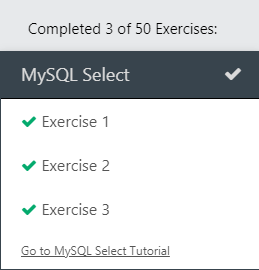 Completed 3 of 50 Exercises:
MySQL Select
Exercise 1
Exercise 2
Exercise 3
Go to MySQL Select Tutorial